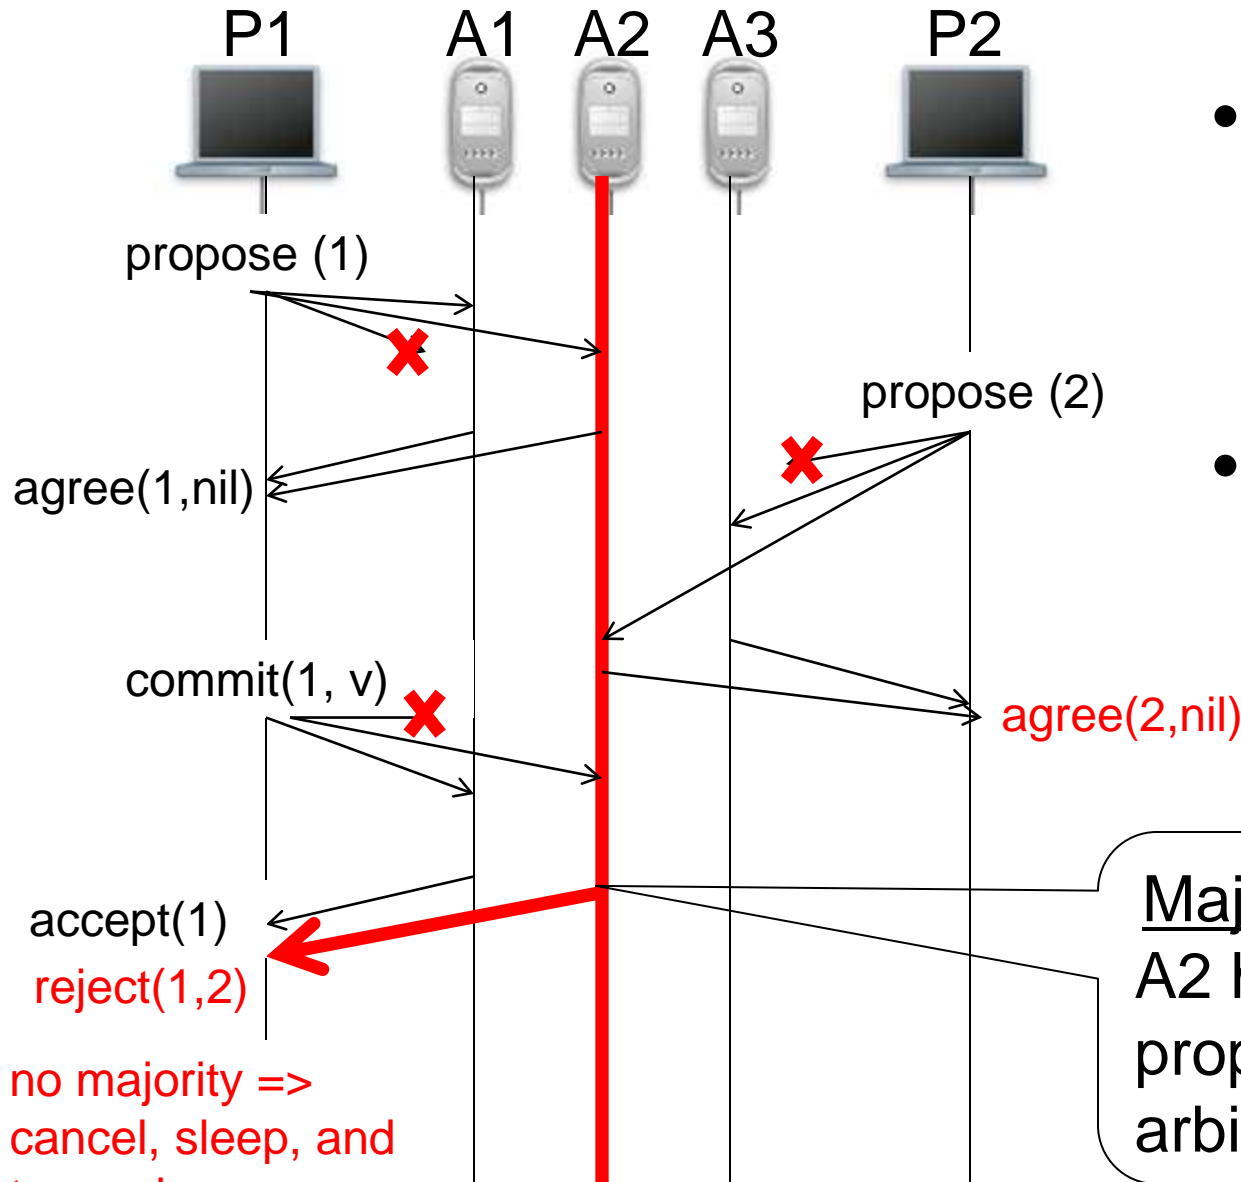 P1 A1 A2 A3 P2
propose (1)
propose (2)
agree(1,nil)
commit(1, v)
agree(2,nil)
accept(1)
reject(1,2)
A2
no majority =>
cancel, sleep, and